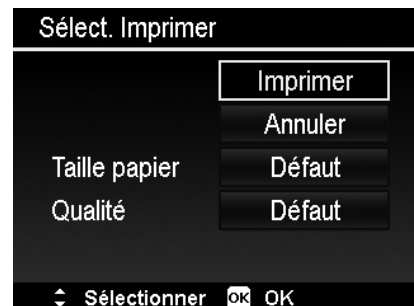 Sélect. Imprimer
Imprimer
Annuler
Taille papier Défaut
Qualité Défaut
Sélectionner OK OK